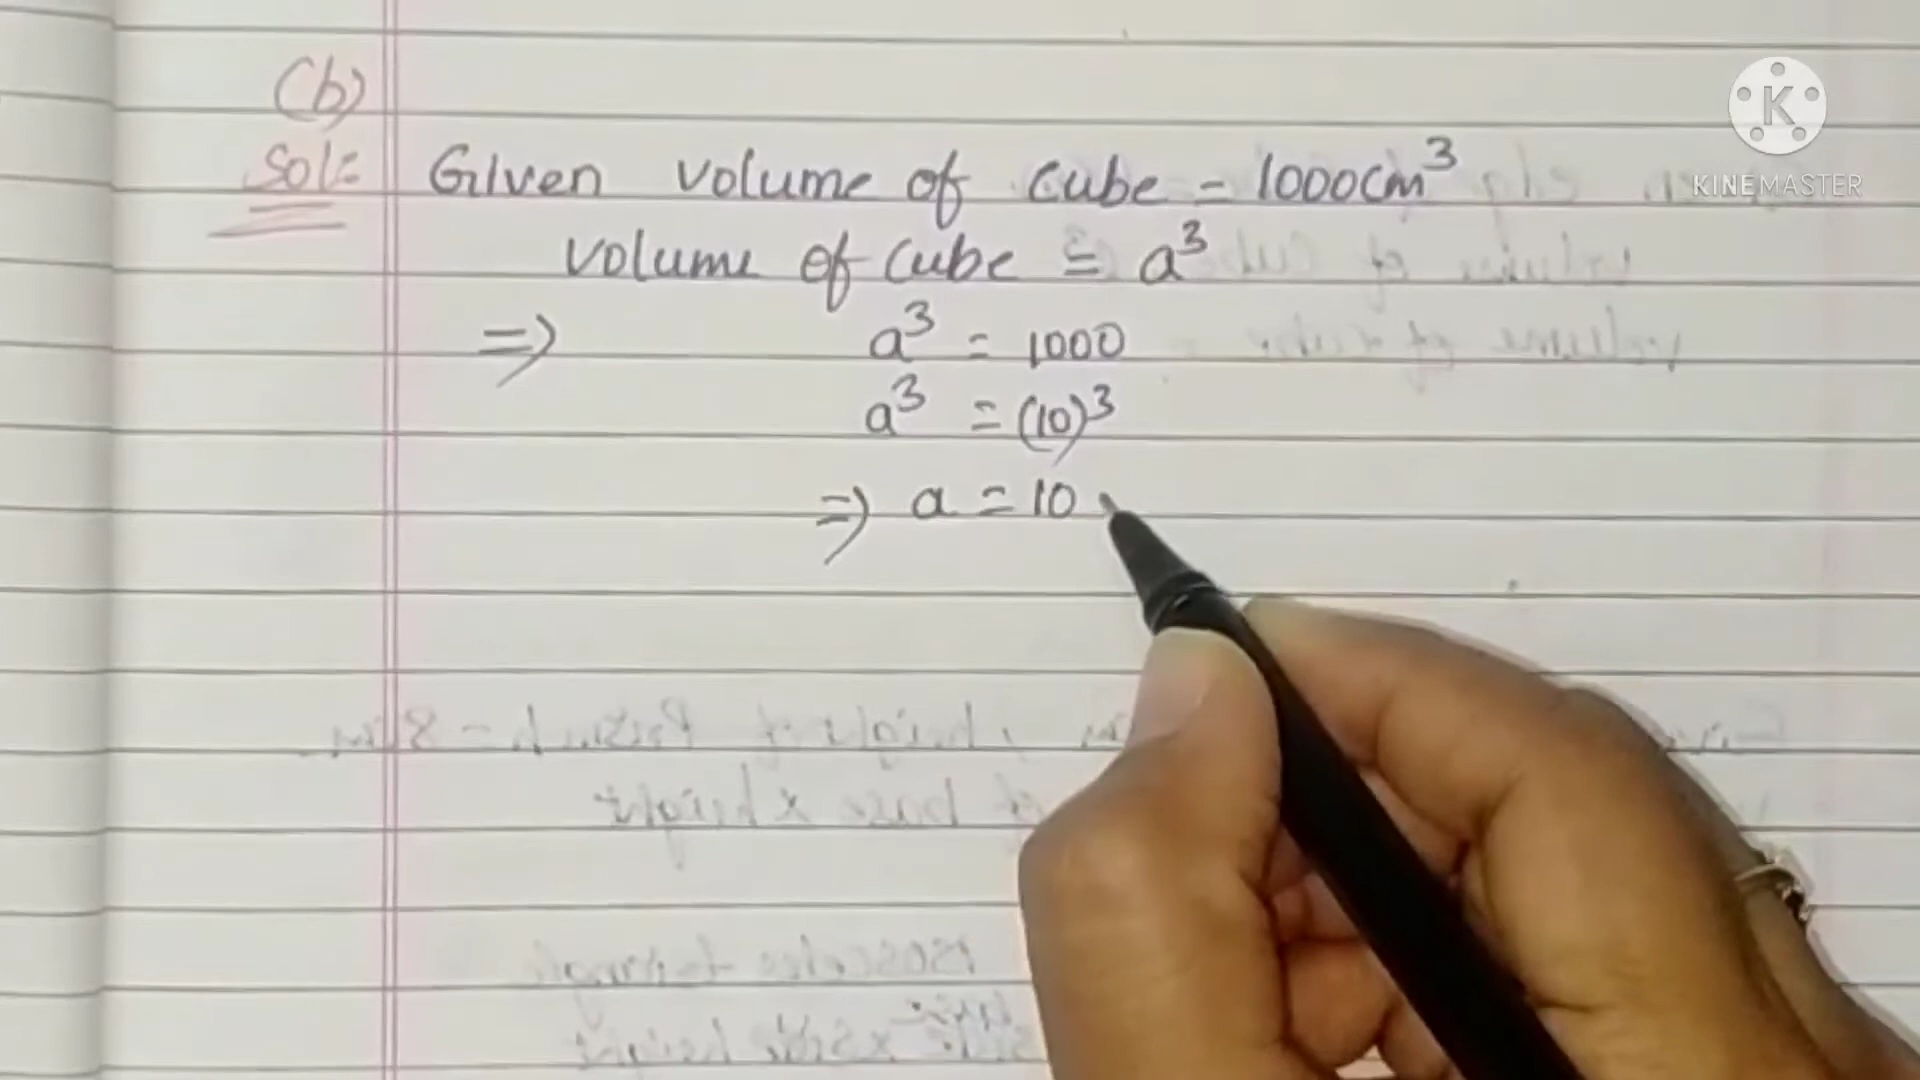 (b)
Sol:- Given volume of cube = 1000cm³
volume of cube = a³
=> a³ = 1000
a³ = (10)³
=> a = 10
KINEMASTER